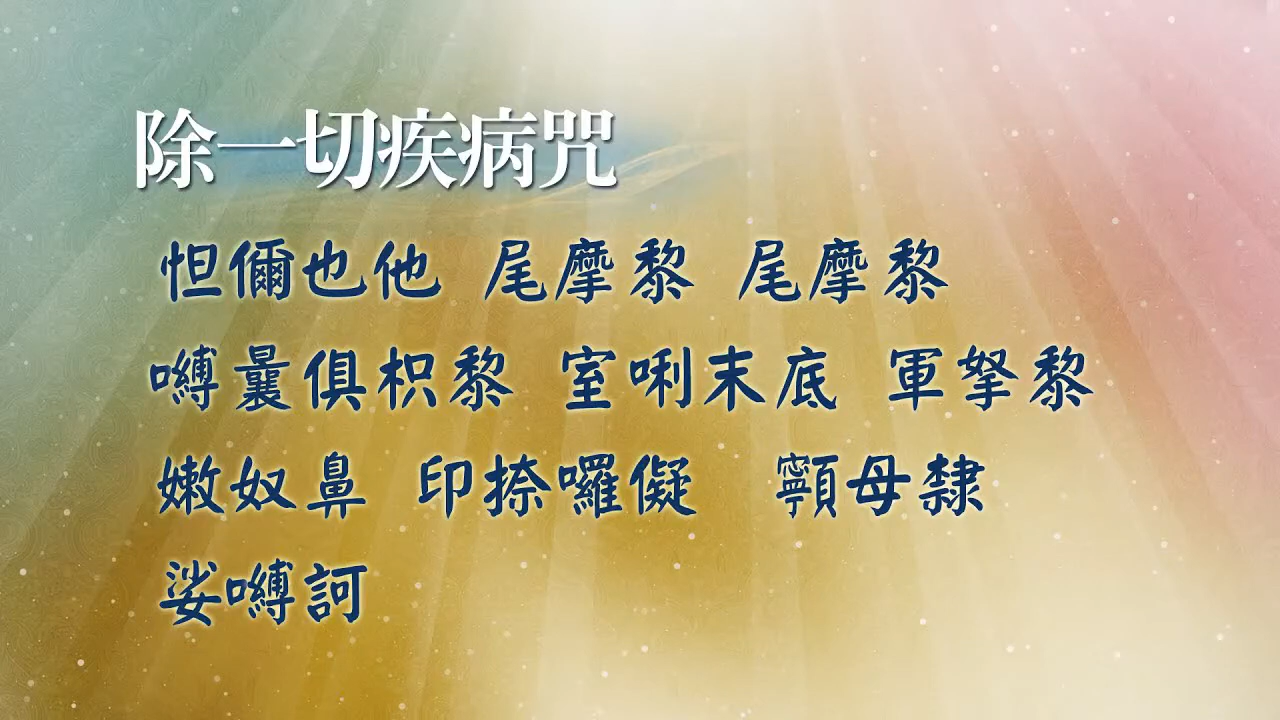 除一切疾病咒
怛儞也他 尾摩黎 尾摩黎
嚩曩俱枳黎 室唎末底 軍拏黎
嫩奴鼻 印捺囉儗 顐母隸
娑嚩訶